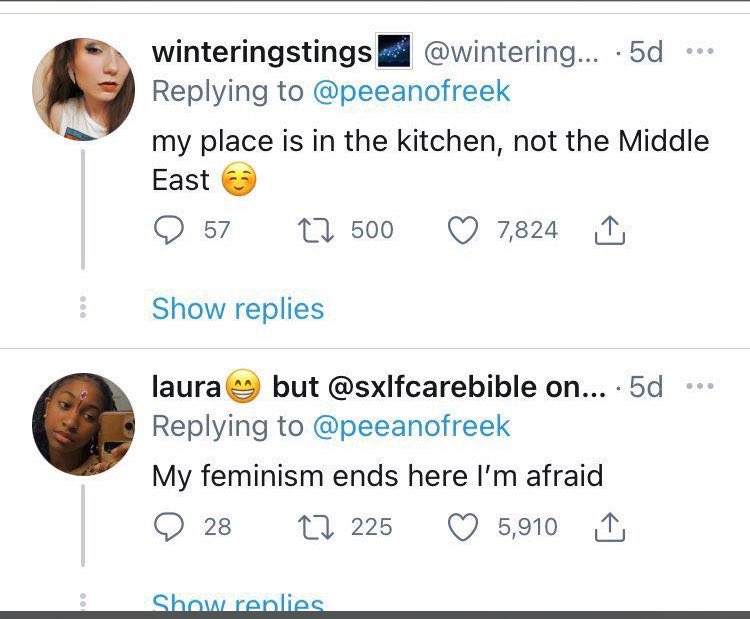 winteringstings @wintering... · 5d
Replying to @peeanofreek
my place is in the kitchen, not the Middle
East ☺️
57 500 7,824
Show replies
laura😁 but @sxlfcarebible on... · 5d
Replying to @peeanofreek
My feminism ends here I’m afraid
28 225 5,910
Show replies